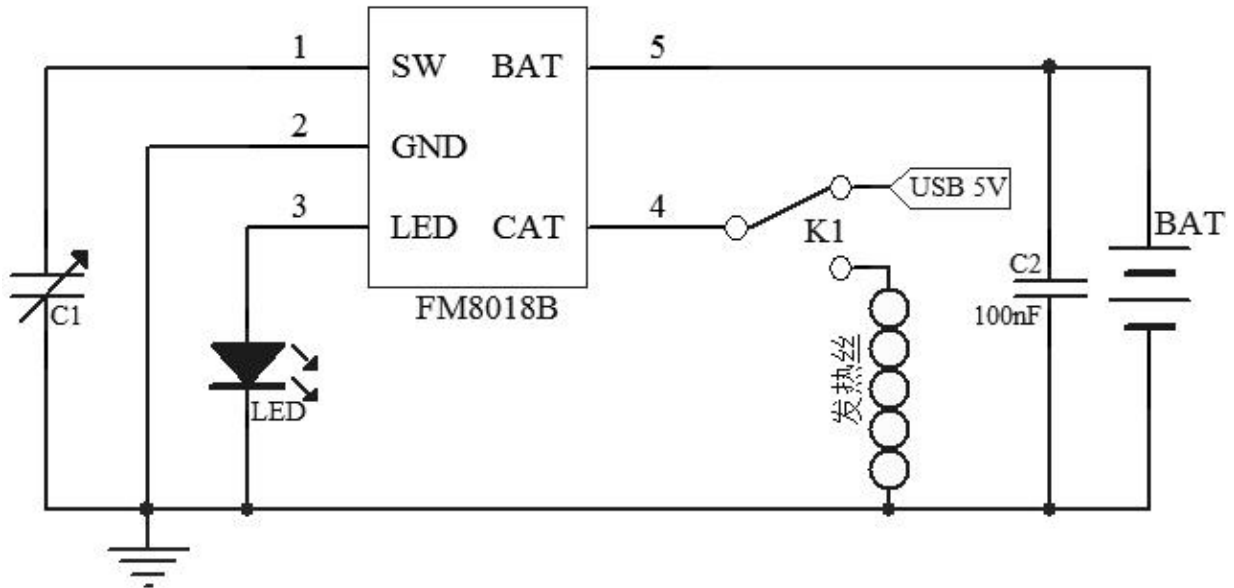 1
SW
BAT
5
2
GND
3
LED
CAT
4
USB 5V
K1
BAT
FM8018B
C1
C2
100nF
LED
发热丝